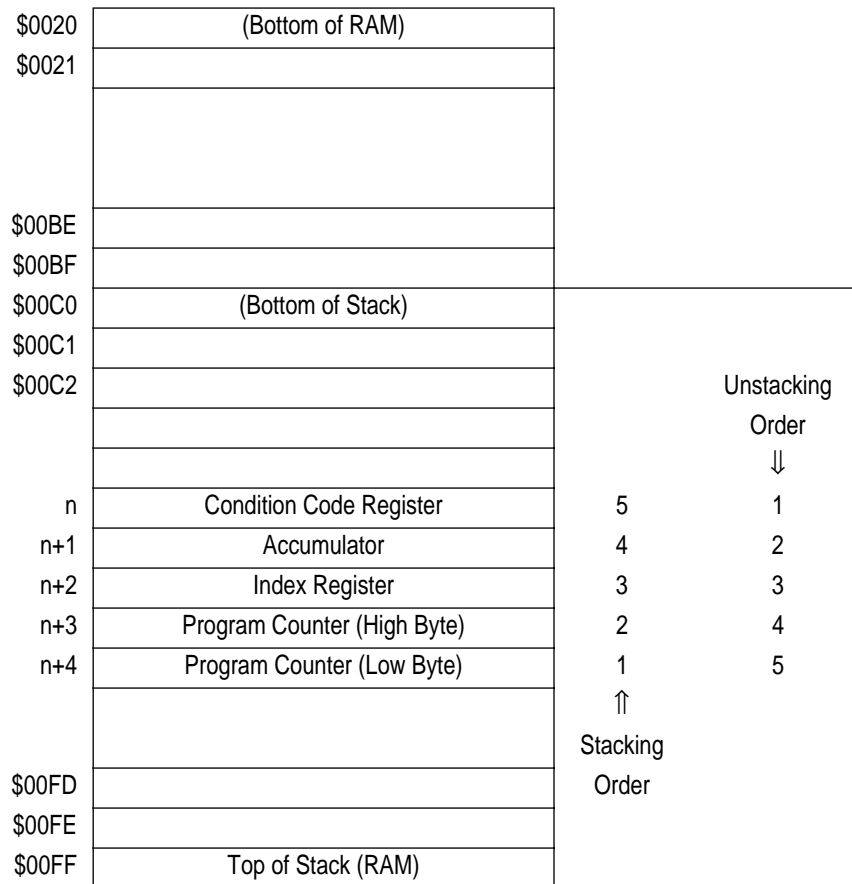 $0020 (Bottom of RAM)
$0021
$00BE
$00BF
$00C0 (Bottom of Stack)
$00C1
$00C2 Unstacking
Order
⇓
n Condition Code Register 5 1
n+1 Accumulator 4 2
n+2 Index Register 3 3
n+3 Program Counter (High Byte) 2 4
n+4 Program Counter (Low Byte) 1 5
⇑
Stacking
$00FD Order
$00FE
$00FF Top of Stack (RAM)